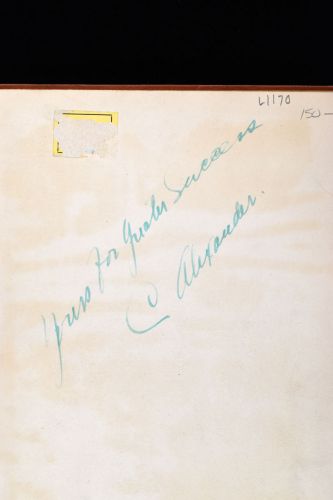 L1170
150-
Yours For Greater Success
C Alexander.